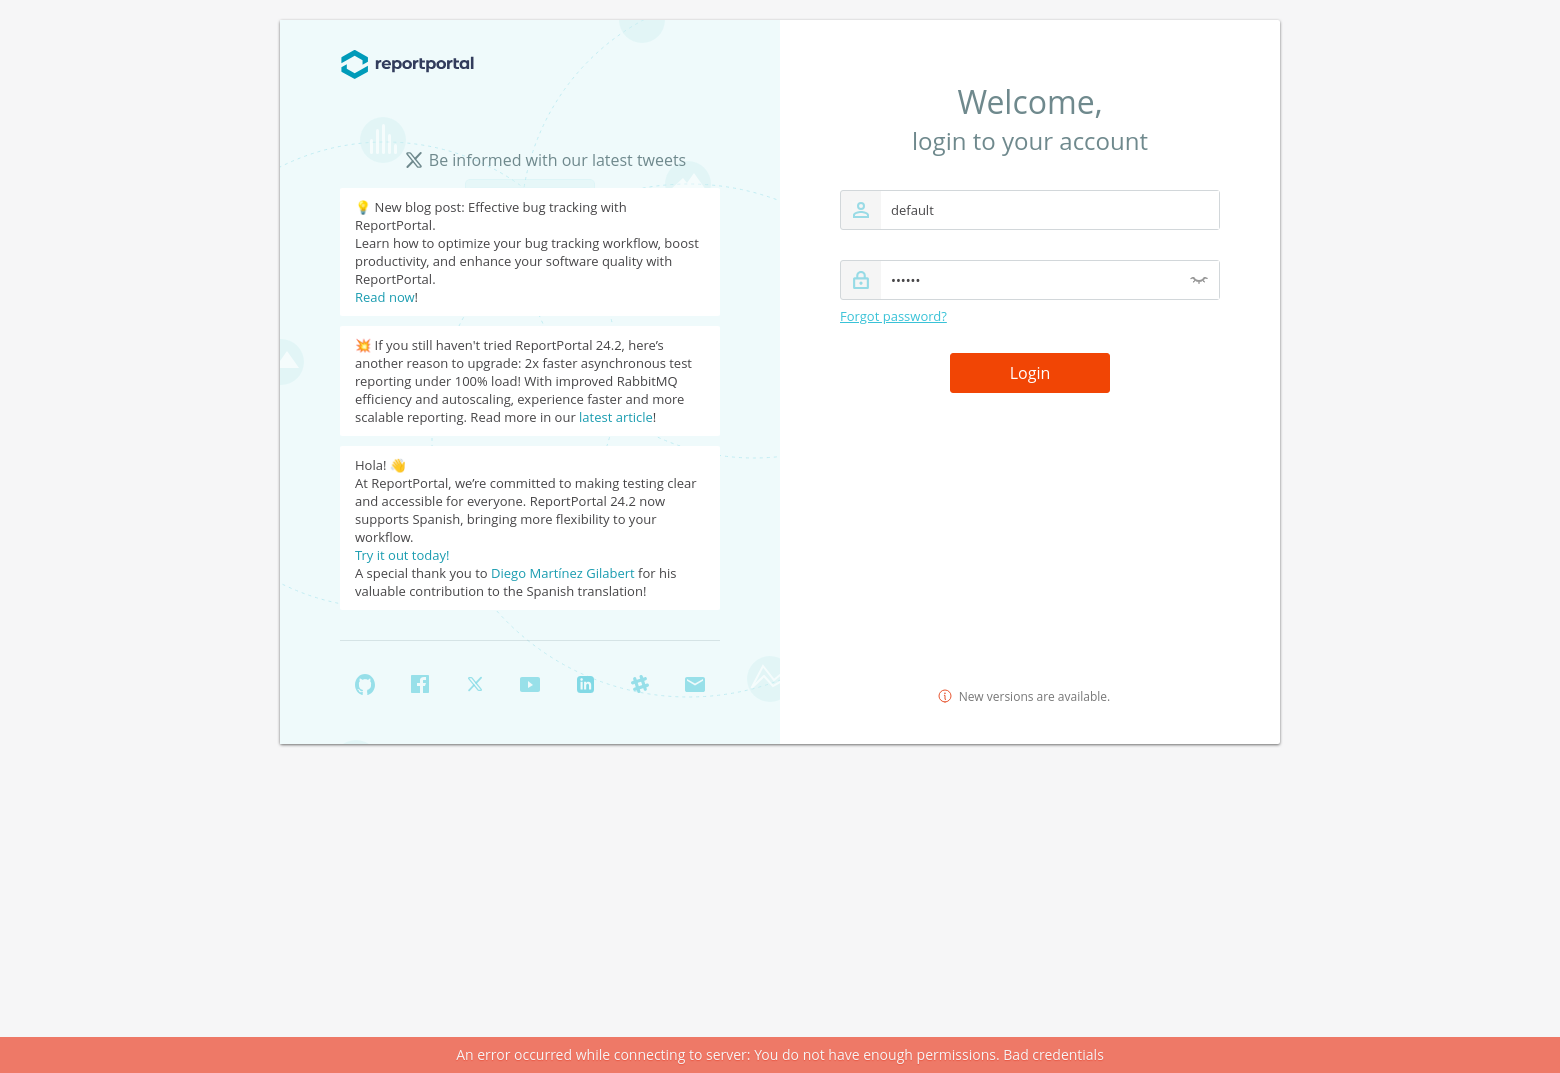 reportportal
Be informed with our latest tweets
💡 New blog post: Effective bug tracking with
ReportPortal.
Learn how to optimize your bug tracking workflow, boost
productivity, and enhance your software quality with
ReportPortal.
Read now!
💥 If you still haven't tried ReportPortal 24.2, here’s
another reason to upgrade: 2x faster asynchronous test
reporting under 100% load! With improved RabbitMQ
efficiency and autoscaling, experience faster and more
scalable reporting. Read more in our latest article!
Hola! 👋
At ReportPortal, we’re committed to making testing clear
and accessible for everyone. ReportPortal 24.2 now
supports Spanish, bringing more flexibility to your
workflow.
Try it out today!
A special thank you to Diego Martínez Gilabert for his
valuable contribution to the Spanish translation!
Welcome,
login to your account
default
••••••
Forgot password?
Login
New versions are available.
An error occurred while connecting to server: You do not have enough permissions. Bad credentials